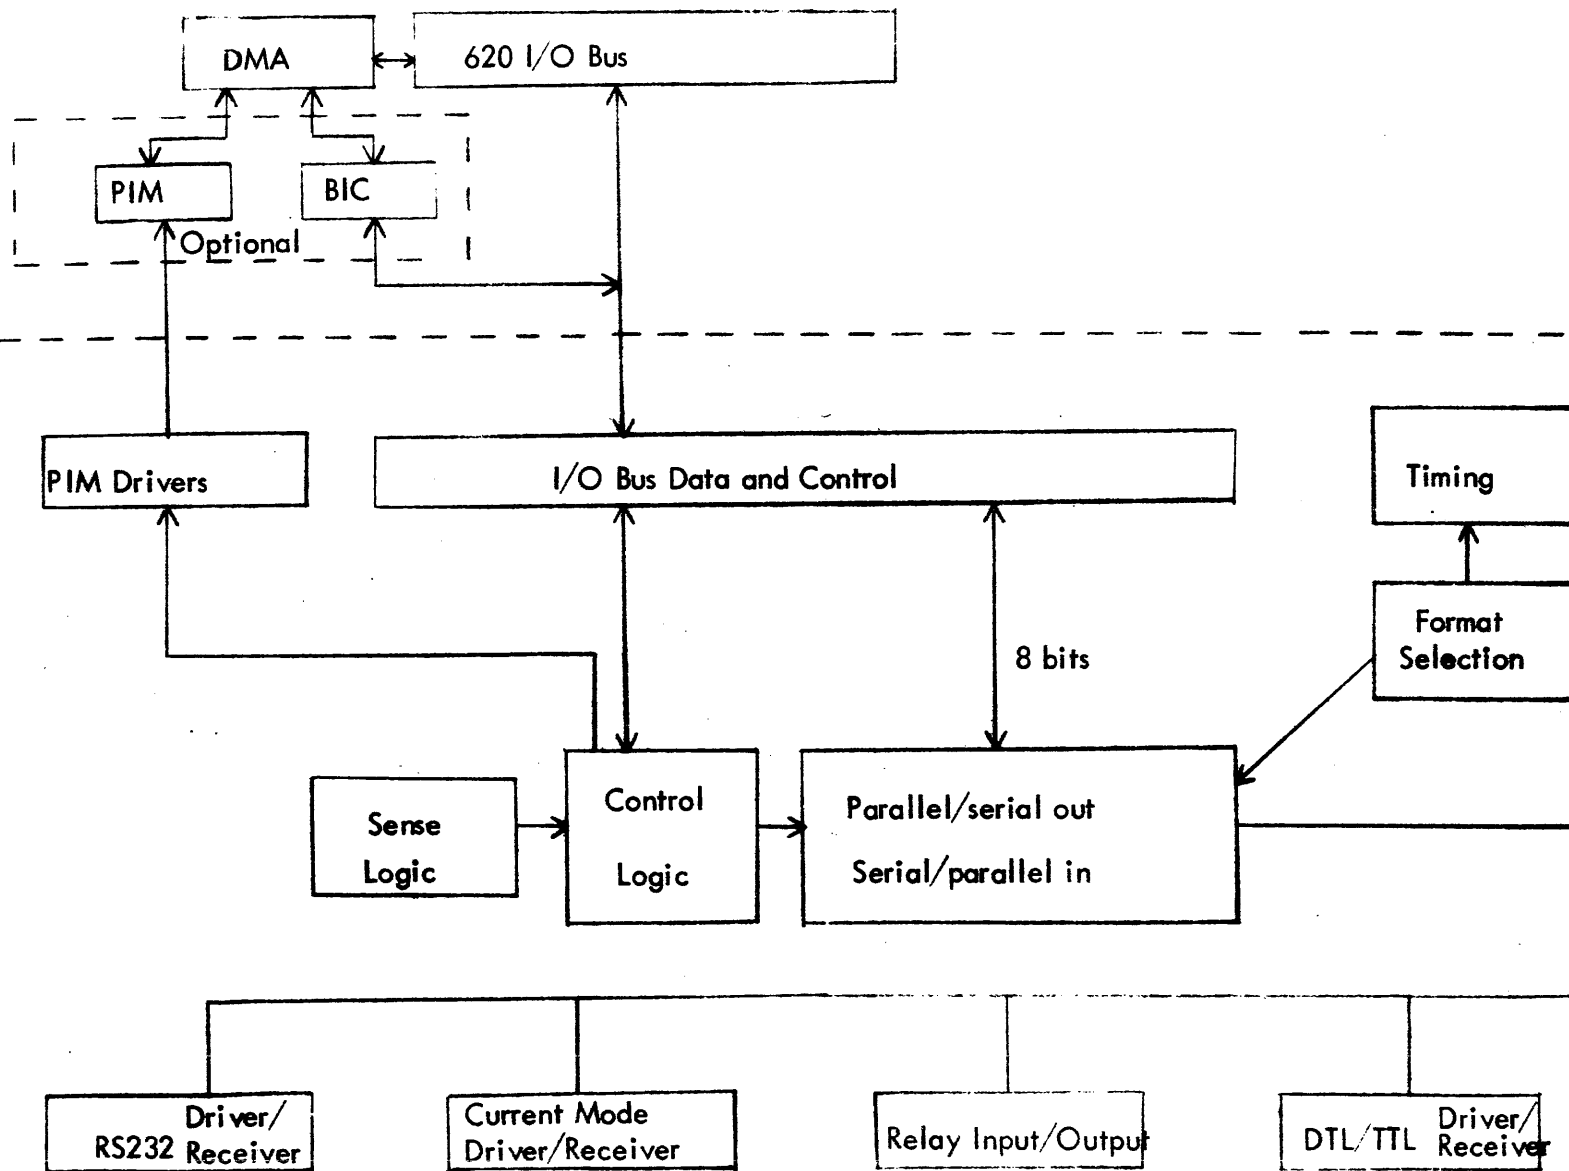 DMA
620 I/O Bus
PIM
BIC
Optional
PIM Drivers
I/O Bus Data and Control
Timing
Format
Selection
8 bits
Sense
Logic
Control
Logic
Parallel/serial out
Serial/parallel in
RS232 Driver/
Receiver
Current Mode
Driver/Receiver
Relay Input/Output
DTL/TTL Driver/
Receiver